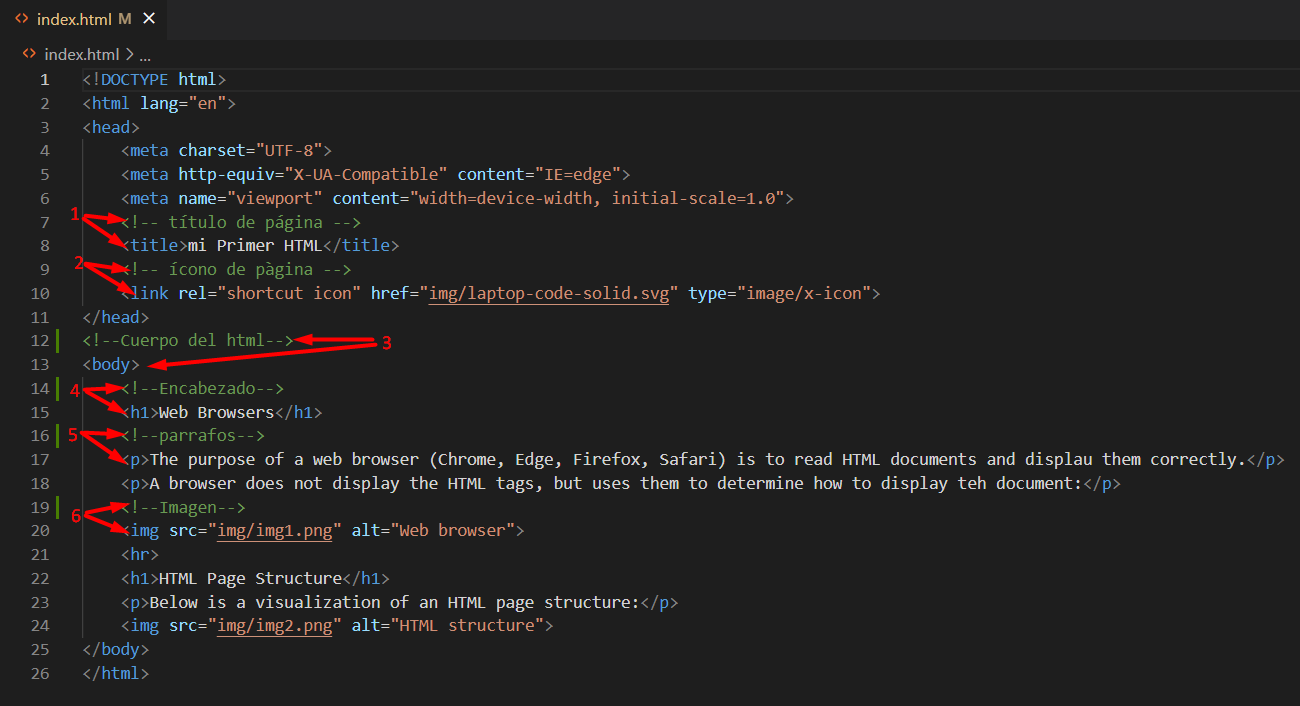 index.html M ×
index.html > ...
1 <!DOCTYPE html>
2 <html lang="en">
3 <head>
4 <meta charset="UTF-8">
5 <meta http-equiv="X-UA-Compatible" content="IE=edge">
6 <meta name="viewport" content="width=device-width, initial-scale=1.0">
1
7 <!-- título de página -->
8 <title>mi Primer HTML</title>
2
9 <!-- ícono de pàgina -->
10 <link rel="shortcut icon" href="img/laptop-code-solid.svg" type="image/x-icon">
11 </head>
12 <!--Cuerpo del html-->
3
13 <body>
14 <!--Encabezado-->
4
15 <h1>Web Browsers</h1>
5
16 <!--parrafos-->
17 <p>The purpose of a web browser (Chrome, Edge, Firefox, Safari) is to read HTML documents and displau them correctly.</p>
18 <p>A browser does not display the HTML tags, but uses them to determine how to display teh document:</p>
19 <!--Imagen-->
6
20 <img src="img/img1.png" alt="Web browser">
21 <hr>
22 <h1>HTML Page Structure</h1>
23 <p>Below is a visualization of an HTML page structure:</p>
24 <img src="img/img2.png" alt="HTML structure">
25 </body>
26 </html>